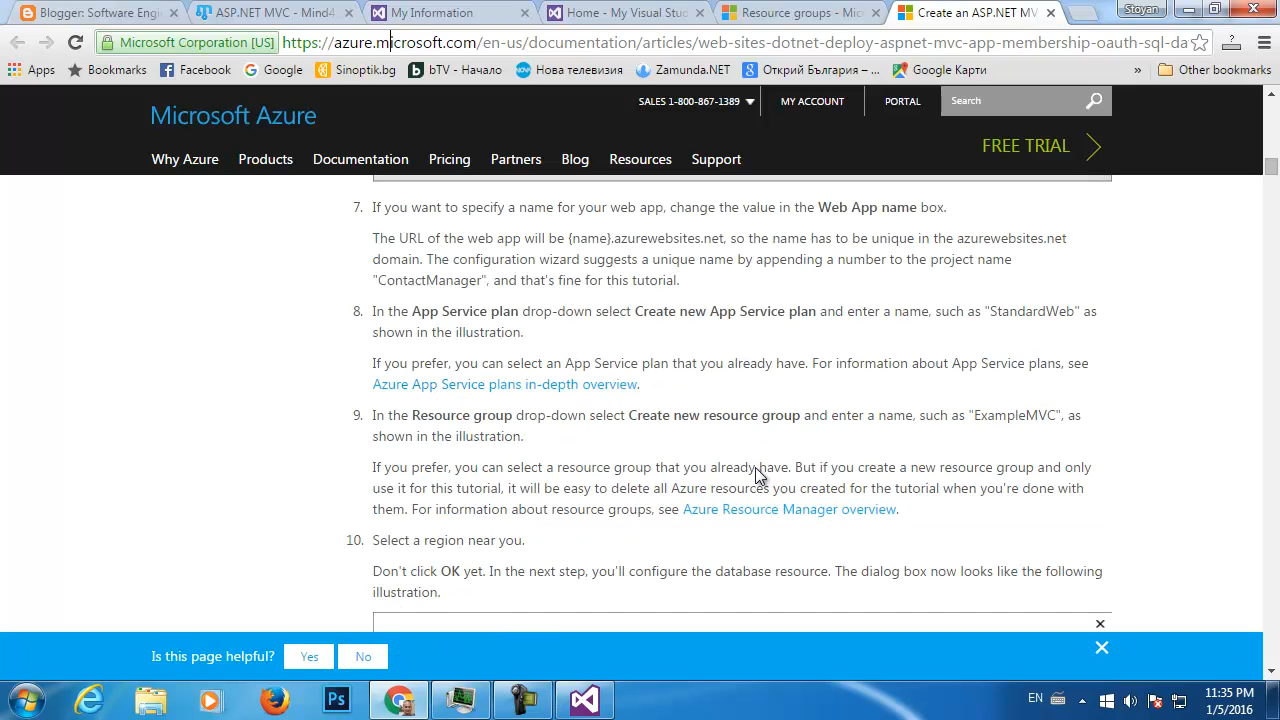 Blogger: Software Engi
ASP.NET MVC - Mind4
My Information
Home - My Visual Studi
Resource groups - Micr
Create an ASP.NET MV
Stoyan
Microsoft Corporation [US]
https://azure.microsoft.com/en-us/documentation/articles/web-sites-dotnet-deploy-aspnet-mvc-app-membership-oauth-sql-da
Apps
Bookmarks
Facebook
Google
Sinoptik.bg
bTV - Начало
Нова телевизия
Zamunda.NET
Открий България – ...
Google Карти
»
Other bookmarks
SALES 1-800-867-1389
MY ACCOUNT
PORTAL
Search
Microsoft Azure
FREE TRIAL
Why Azure
Products
Documentation
Pricing
Partners
Blog
Resources
Support
7. If you want to specify a name for your web app, change the value in the Web App name box.
The URL of the web app will be {name}.azurewebsites.net, so the name has to be unique in the azurewebsites.net
domain. The configuration wizard suggests a unique name by appending a number to the project name
"ContactManager", and that's fine for this tutorial.
8. In the App Service plan drop-down select Create new App Service plan and enter a name, such as "StandardWeb" as
shown in the illustration.
If you prefer, you can select an App Service plan that you already have. For information about App Service plans, see
Azure App Service plans in-depth overview.
9. In the Resource group drop-down select Create new resource group and enter a name, such as "ExampleMVC", as
shown in the illustration.
If you prefer, you can select a resource group that you already have. But if you create a new resource group and only
use it for this tutorial, it will be easy to delete all Azure resources you created for the tutorial when you're done with
them. For information about resource groups, see Azure Resource Manager overview.
10. Select a region near you.
Don't click OK yet. In the next step, you'll configure the database resource. The dialog box now looks like the following
illustration.
Is this page helpful?
Yes
No
Ps
EN
11:35 PM
1/5/2016